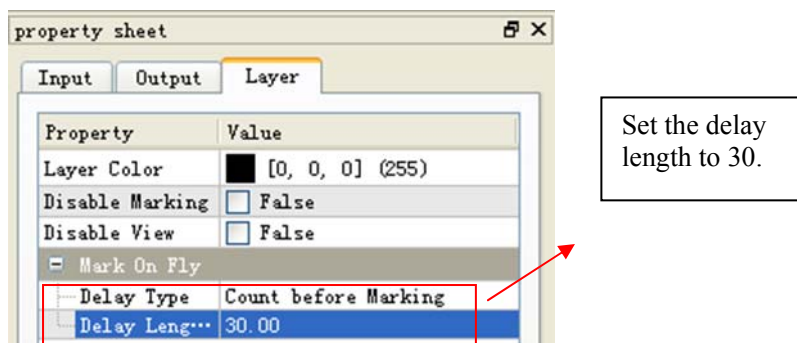 property sheet
Input Output Layer
Property Value
Layer Color [0, 0, 0] (255)
Disable Marking False
Disable View False
Mark On Fly
Delay Type Count before Marking
Delay Leng... 30.00
Set the delay
length to 30.